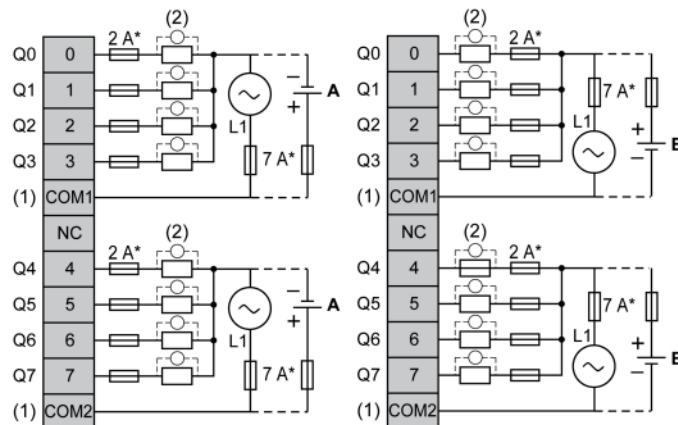 (2)
Q0 0 2 A*
Q1 1
Q2 2
Q3 3
L1 7 A*
− + A
(1) COM1
NC
(2)
Q4 4 2 A*
Q5 5
Q6 6
Q7 7
L1 7 A*
− + A
(1) COM2
(2)
Q0 0 2 A*
Q1 1
Q2 2
Q3 3
7 A*
L1
+ −
(1) COM1
NC
(2)
Q4 4 2 A*
Q5 5
Q6 6
Q7 7
7 A*
L1
+ −
(1) COM2